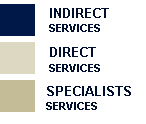 INDIRECT
SERVICES
DIRECT
SERVICES
SPECIALISTS
SERVICES